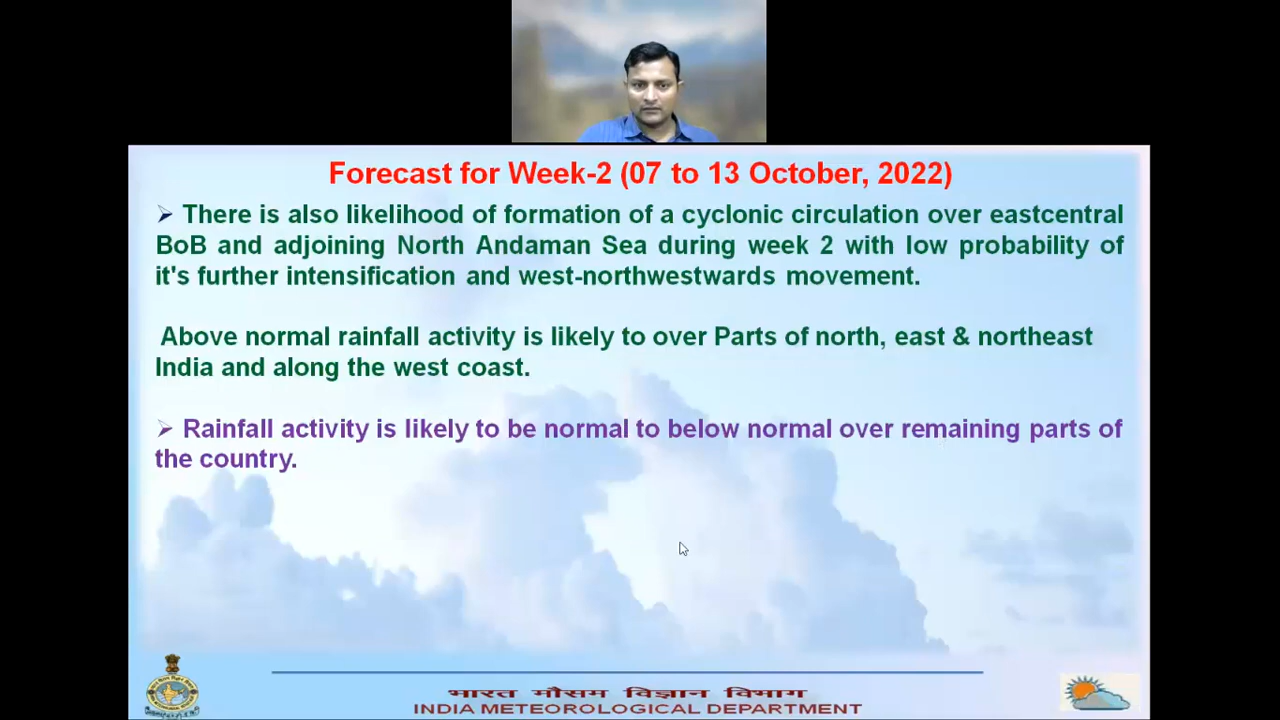 Forecast for Week-2 (07 to 13 October, 2022)
➢ There is also likelihood of formation of a cyclonic circulation over eastcentral
BoB and adjoining North Andaman Sea during week 2 with low probability of
it's further intensification and west-northwestwards movement.
Above normal rainfall activity is likely to over Parts of north, east & northeast
India and along the west coast.
➢ Rainfall activity is likely to be normal to below normal over remaining parts of
the country.
भारत मौसम विज्ञान विभाग
INDIA METEOROLOGICAL DEPARTMENT